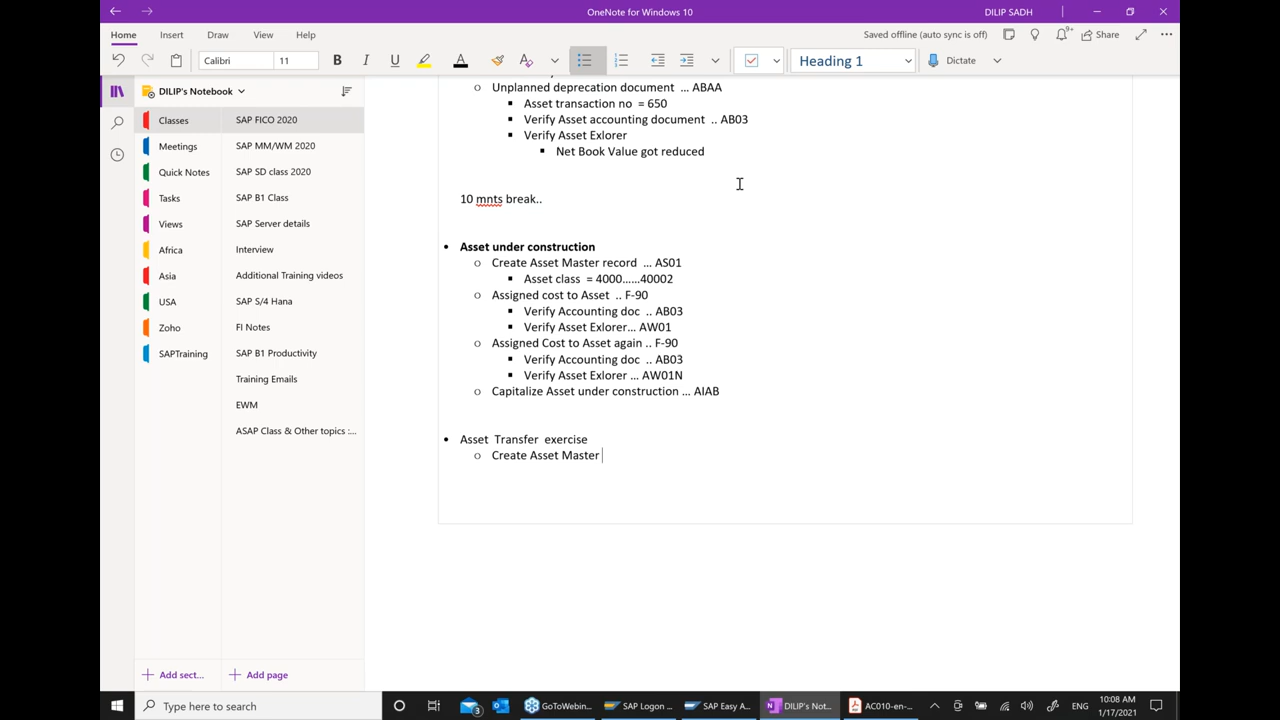 OneNote for Windows 10
DILIP SADH
Home Insert Draw View Help
Saved offline (auto sync is off)
9+
Share
Calibri 11 B I U A
Heading 1
Dictate
DILIP's Notebook
Classes
Meetings
Quick Notes
Tasks
Views
Africa
Asia
USA
Zoho
SAPTraining
SAP FICO 2020
SAP MM/WM 2020
SAP SD class 2020
SAP B1 Class
SAP Server details
Interview
Additional Training videos
SAP S/4 Hana
FI Notes
SAP B1 Productivity
Training Emails
EWM
ASAP Class & Other topics :...
o Unplanned deprecation document ... ABAA
▪ Asset transaction no = 650
▪ Verify Asset accounting document .. AB03
▪ Verify Asset Exlorer
▪ Net Book Value got reduced
10 mnts break..
• Asset under construction
o Create Asset Master record ... AS01
▪ Asset class = 4000......40002
o Assigned cost to Asset .. F-90
▪ Verify Accounting doc .. AB03
▪ Verify Asset Exlorer... AW01
o Assigned Cost to Asset again .. F-90
▪ Verify Accounting doc .. AB03
▪ Verify Asset Exlorer ... AW01N
o Capitalize Asset under construction ... AIAB
• Asset Transfer exercise
o Create Asset Master
+ Add sect...
+ Add page
Type here to search
3
GoToWebin...
SAP Logon ...
SAP Easy A...
DILIP's Not...
AC010-en-...
ENG
10:08 AM
1/17/2021